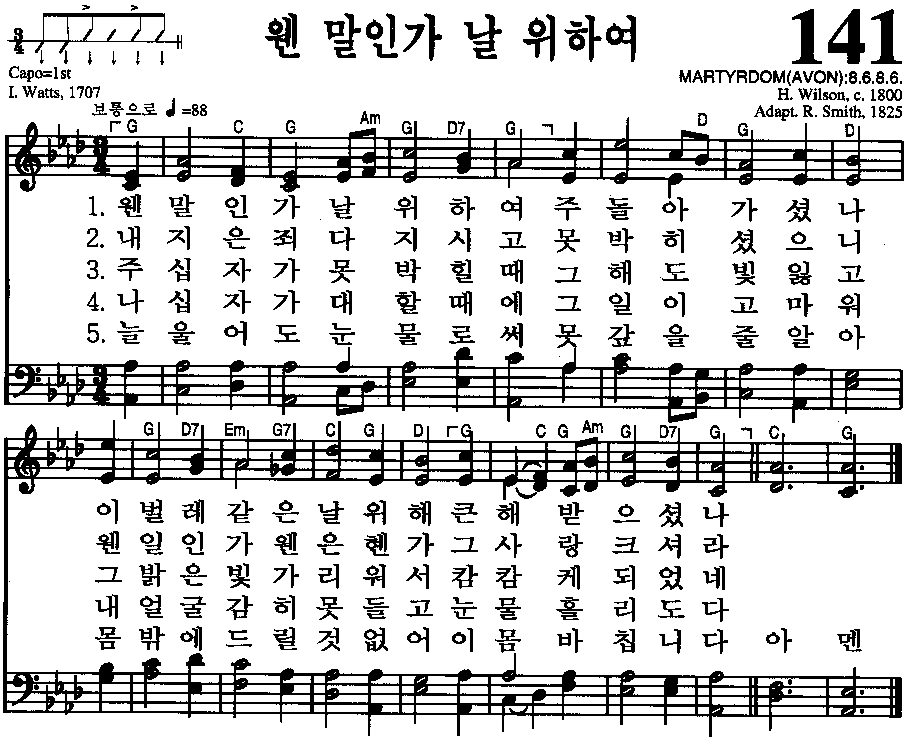 웬 말인가 날 위하여
141
3/4
Capo=1st
I. Watts, 1707
MARTYRDOM(AVON):8.6.8.6.
H. Wilson, c. 1800
Adapt. R. Smith, 1825
보통으로 ♩=88
G C G Am G D7 G D G D
1. 웬 말 인 가 날 위 하 여 주 돌 아 가 셨 나
2. 내 지 은 죄 다 지 시 고 못 박 히 셨 으 니
3. 주 십 자 가 못 박 힐 때 그 해 도 빛 잃 고
4. 나 십 자 가 대 할 때 에 그 일 이 고 마 워
5. 늘 울 어 도 눈 물 로 써 못 갚 을 줄 알 아
G D7 Em G7 C G D G C G Am G D7 G C G
이 벌 레 같 은 날 위 해 큰 해 받 으 셨 나
웬 일 인 가 웬 은 혠 가 그 사 랑 크 셔 라
그 밝 은 빛 가 리 워 서 캄 캄 케 되 었 네
내 얼 굴 감 히 못 들 고 눈 물 흘 리 도 다
몸 밖 에 드 릴 것 없 어 이 몸 바 칩 니 다 아 멘